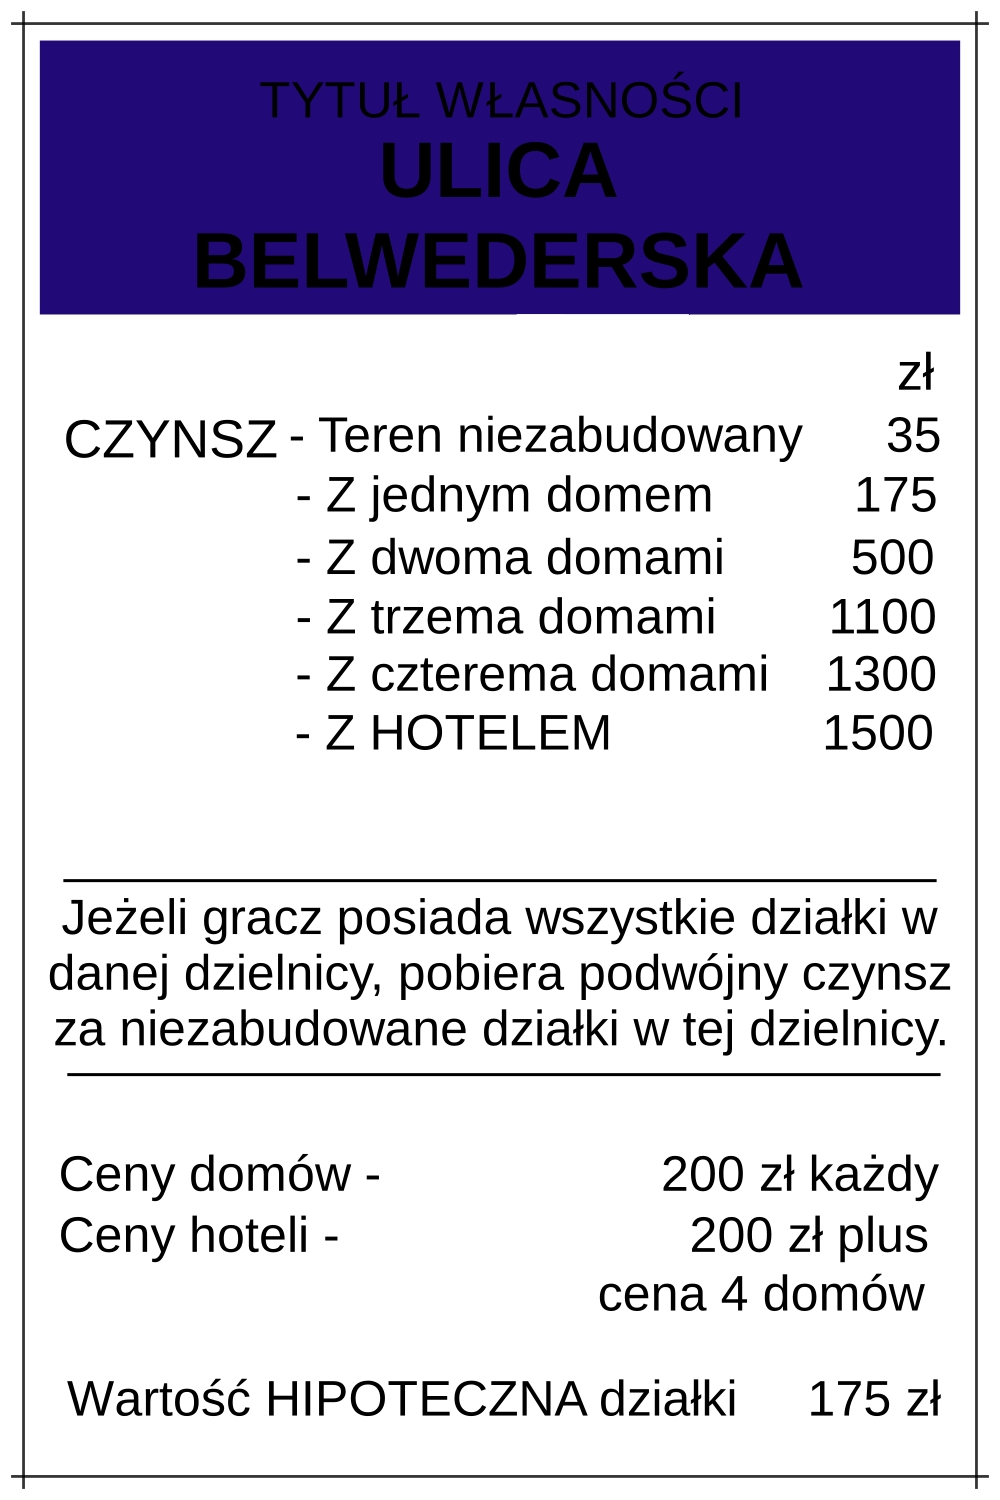 TYTUŁ WŁASNOŚCI
ULICA
BELWEDERSKA
zł
CZYNSZ - Teren niezabudowany 35
- Z jednym domem 175
- Z dwoma domami 500
- Z trzema domami 1100
- Z czterema domami 1300
- Z HOTELEM 1500
Jeżeli gracz posiada wszystkie działki w
danej dzielnicy, pobiera podwójny czynsz
za niezabudowane działki w tej dzielnicy.
Ceny domów - 200 zł każdy
Ceny hoteli - 200 zł plus
cena 4 domów
Wartość HIPOTECZNA działki 175 zł